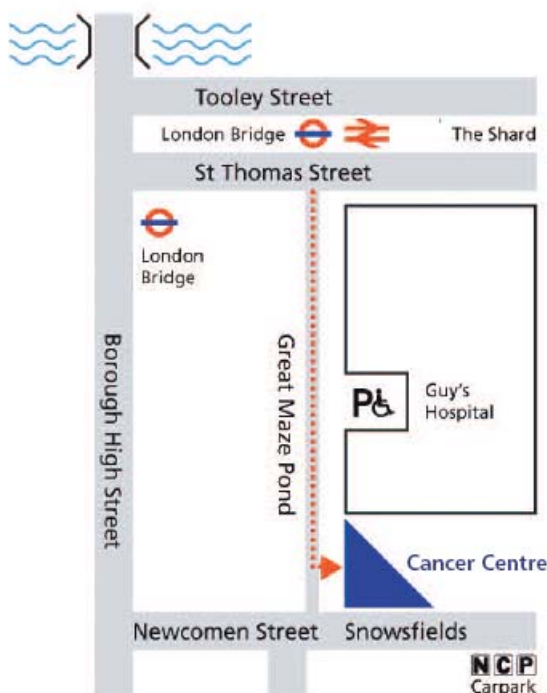 Tooley Street
London Bridge
The Shard
St Thomas Street
London
Bridge
Borough High Street
Great Maze Pond
P
Guy's
Hospital
Cancer Centre
Newcomen Street
Snowsfields
NCP
Carpark